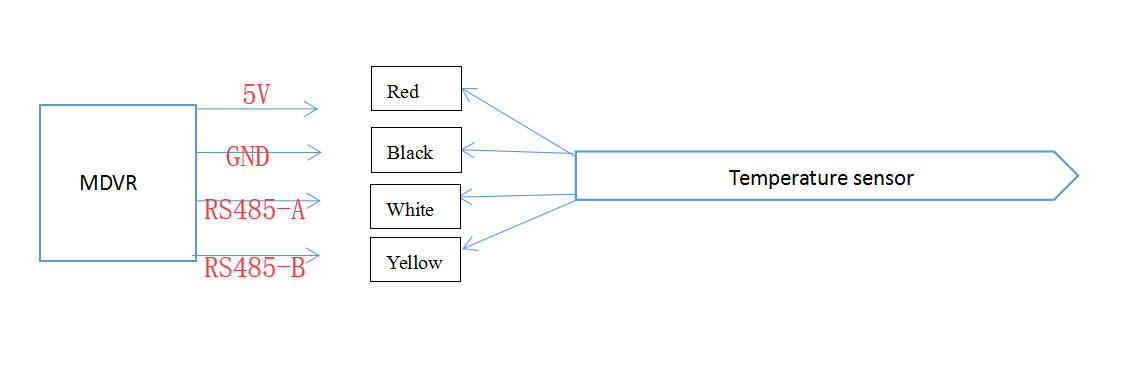 5V
Red
GND
Black
MDVR
Temperature sensor
RS485-A
White
RS485-B
Yellow